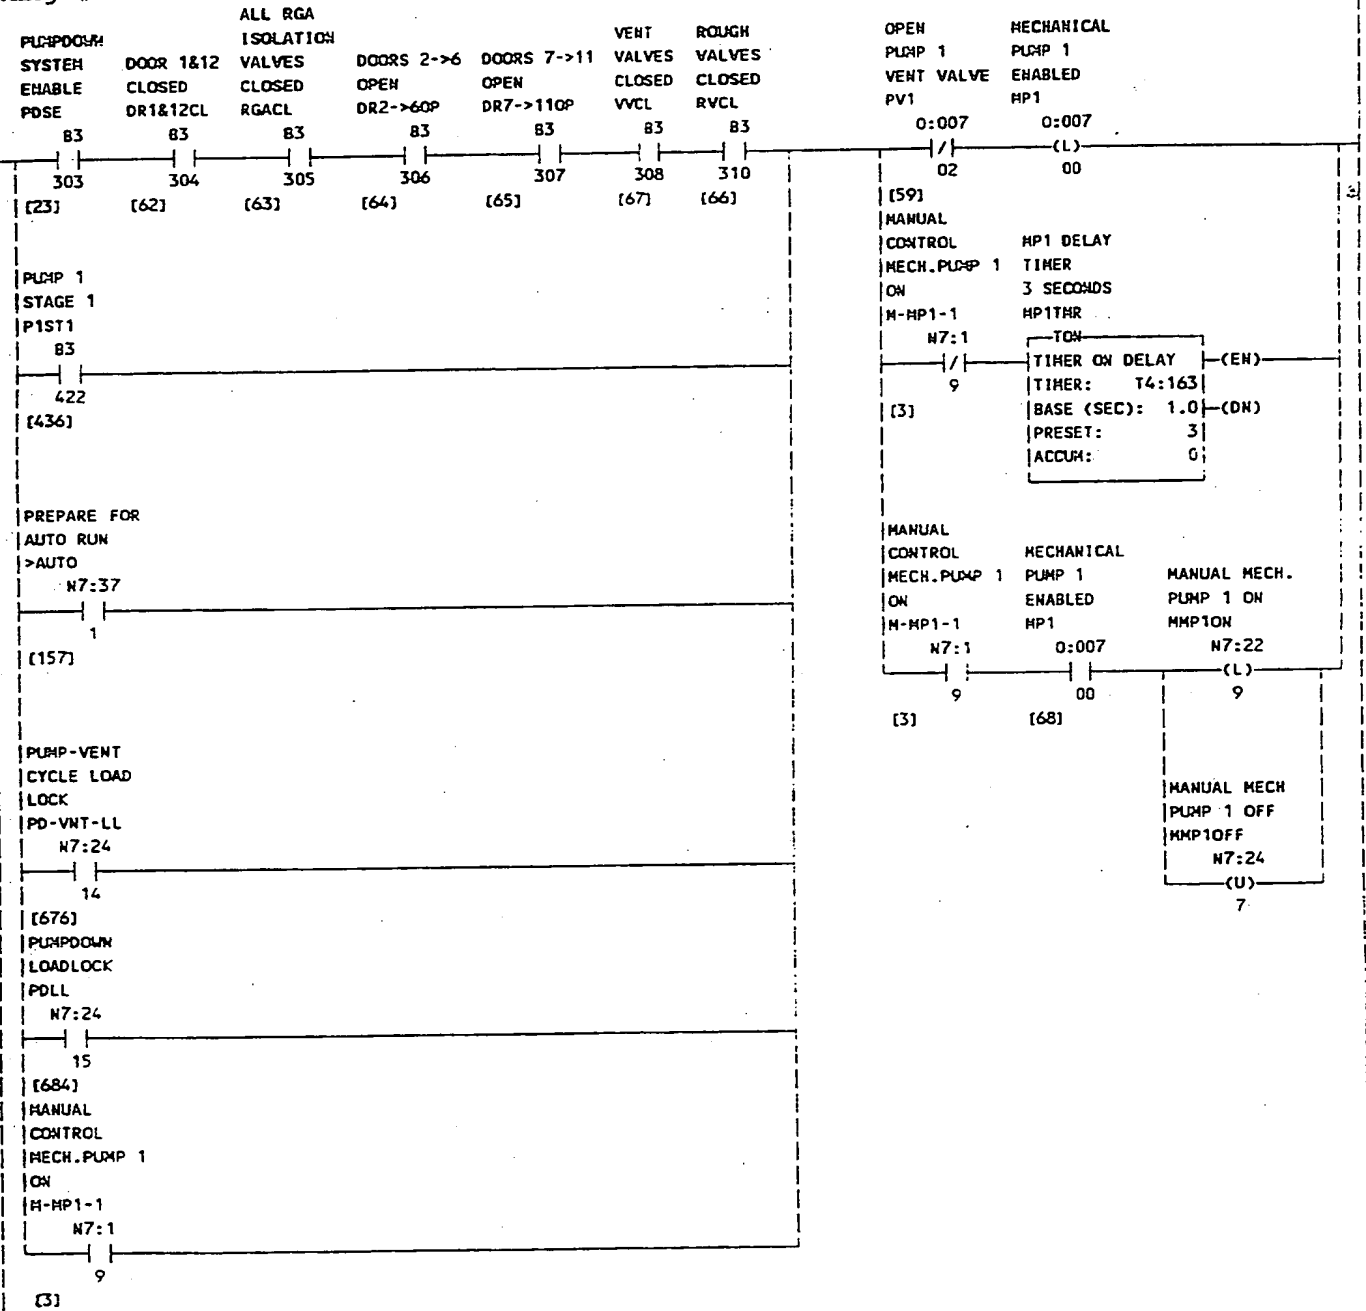 ALL RGA
PUMPDOWN ISOLATION VENT ROUGH OPEN MECHANICAL
SYSTEM DOOR 1&12 VALVES DOORS 2->6 DOORS 7->11 VALVES VALVES PUMP 1 PUMP 1
ENABLE CLOSED CLOSED OPEN OPEN CLOSED CLOSED VENT VALVE ENABLED
PDSE DR1&12CL RGACL DR2->6OP DR7->11OP VVCL RVCL PV1 MP1
B3 B3 B3 B3 B3 B3 B3 O:007 O:007
(L)
303 304 305 306 307 308 310 02 00
[23] [62] [63] [64] [65] [67] [66] [59]
MANUAL
CONTROL MP1 DELAY
MECH.PUMP 1 TIMER
ON 3 SECONDS
M-MP1-1 MP1TMR
N7:1 TON
TIMER ON DELAY (EN)
9 TIMER: T4:163
[3] BASE (SEC): 1.0 (DN)
PRESET: 3
ACCUM: 0
PUMP 1
STAGE 1
P1ST1
B3
422
[436]
PREPARE FOR
AUTO RUN
>AUTO
N7:37
1
[157]
MANUAL
CONTROL MECHANICAL
MECH.PUMP 1 PUMP 1 MANUAL MECH.
ON ENABLED PUMP 1 ON
M-MP1-1 MP1 MMP1ON
N7:1 O:007 N7:22
(L)
9 00 9
[3] [68]
MANUAL MECH
PUMP 1 OFF
MMP1OFF
N7:24
(U)
7
PUMP-VENT
CYCLE LOAD
LOCK
PD-VNT-LL
N7:24
14
[676]
PUMPDOWN
LOADLOCK
PDLL
N7:24
15
[684]
MANUAL
CONTROL
MECH.PUMP 1
ON
M-MP1-1
N7:1
9
[3]